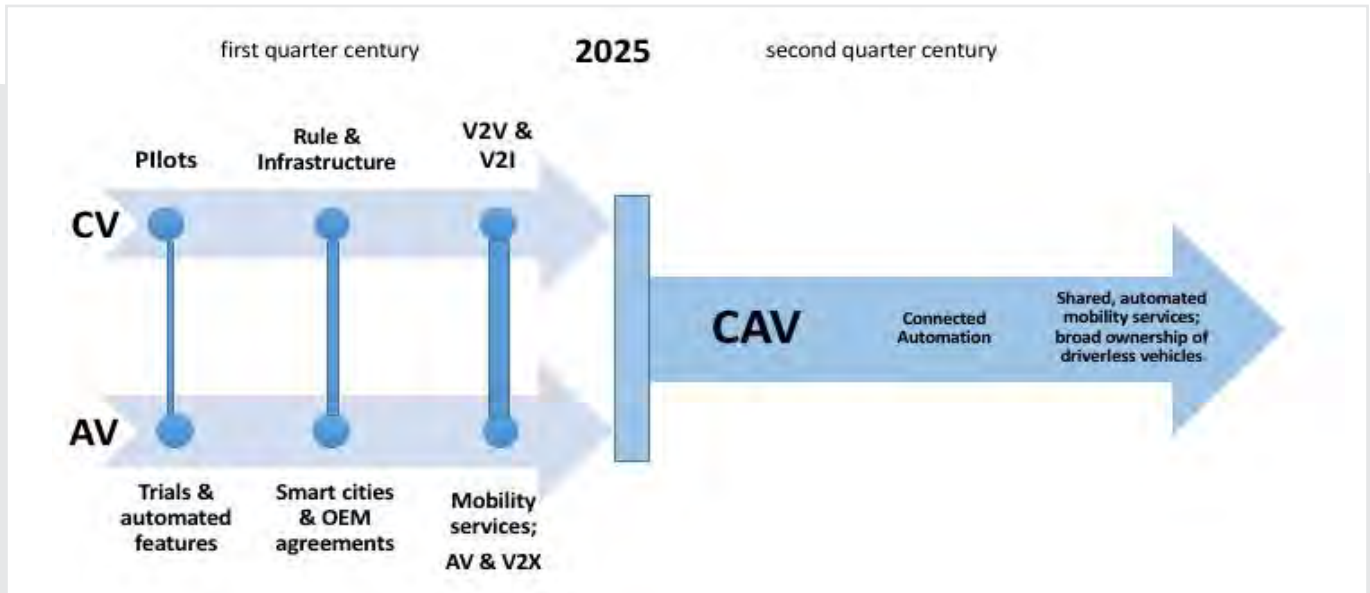 first quarter century
2025
second quarter century
PIlots
Rule &
Infrastructure
V2V &
V2I
CV
AV
Trials &
automated
features
Smart cities
& OEM
agreements
Mobility
services;
AV & V2X
CAV
Connected
Automation
Shared, automated
mobility services;
broad ownership of
driverless vehicles